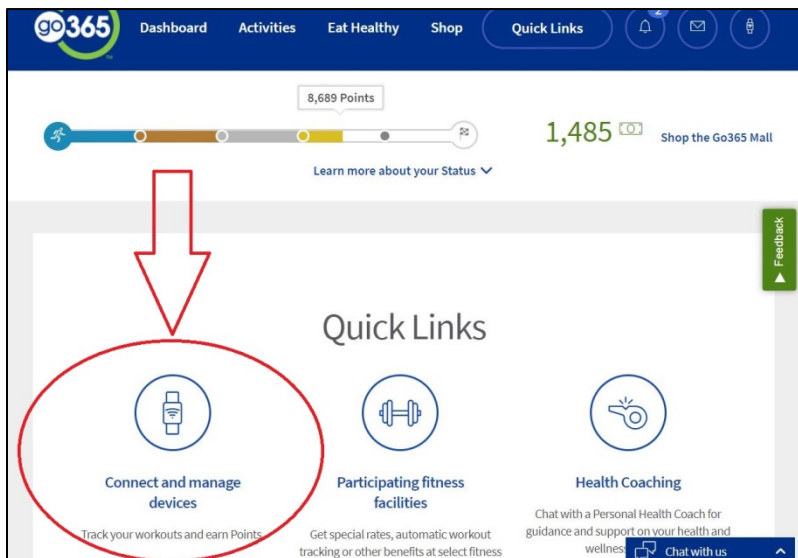 go365
Dashboard Activities Eat Healthy Shop Quick Links 2
8,689 Points
1,485 Shop the Go365 Mall
Learn more about your Status
Feedback
Quick Links
Connect and manage
devices
Track your workouts and earn Points
Participating fitness
facilities
Get special rates, automatic workout
tracking or other benefits at select fitness
Health Coaching
Chat with a Personal Health Coach for
guidance and support on your health and
wellness
Chat with us